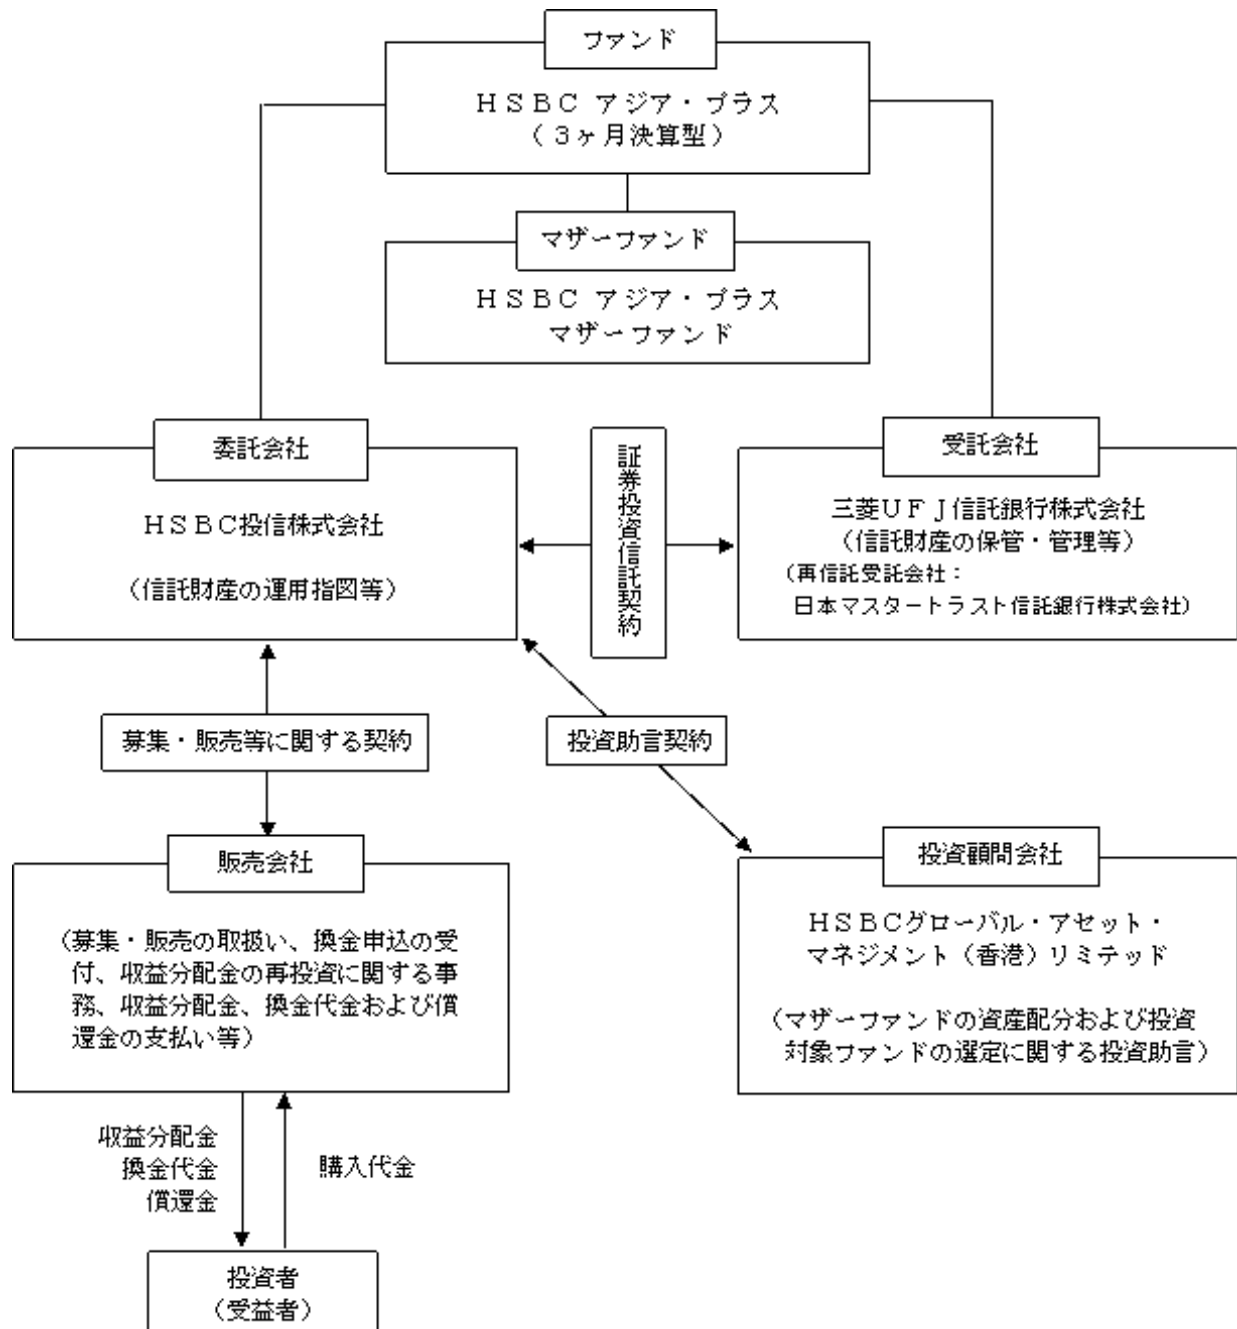 ファンド
ＨＳＢＣ アジア・プラス
（３ヶ月決算型）
マザーファンド
ＨＳＢＣ アジア・プラス
マザーファンド
委託会社
ＨＳＢＣ投信株式会社
（信託財産の運用指図等）
証券投資信託契約
受託会社
三菱ＵＦＪ信託銀行株式会社
（信託財産の保管・管理等）
（再信託受託会社：
日本マスタートラスト信託銀行株式会社）
募集・販売等に関する契約
投資助言契約
販売会社
（募集・販売の取扱い、換金申込の受
付、収益分配金の再投資に関する事
務、収益分配金、換金代金および償
還金の支払い等）
投資顧問会社
ＨＳＢＣグローバル・アセット・
マネジメント（香港）リミテッド
（マザーファンドの資産配分および投資
対象ファンドの選定に関する投資助言）
収益分配金
換金代金
償還金
購入代金
投資者
（受益者）